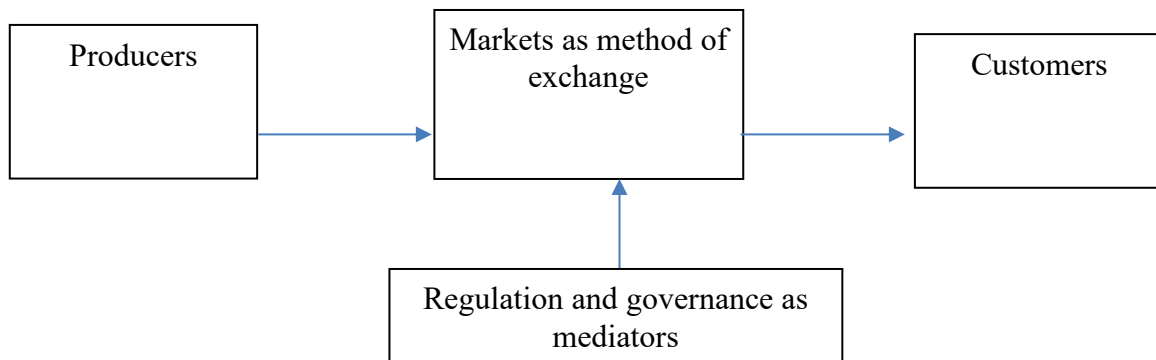 Producers
Markets as method of
exchange
Customers
Regulation and governance as
mediators